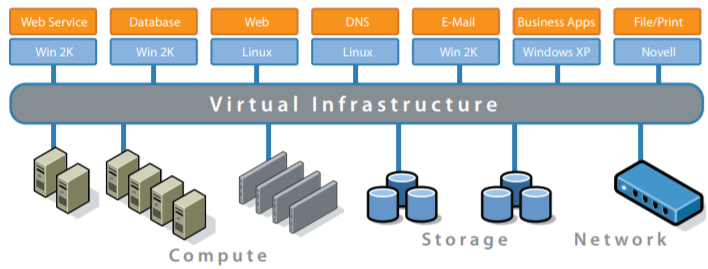 Web Service
Database
Web
DNS
E-Mail
Business Apps
File/Print
Win 2K
Win 2K
Linux
Linux
Win 2K
Windows XP
Novell
Virtual Infrastructure
Compute
Storage
Network